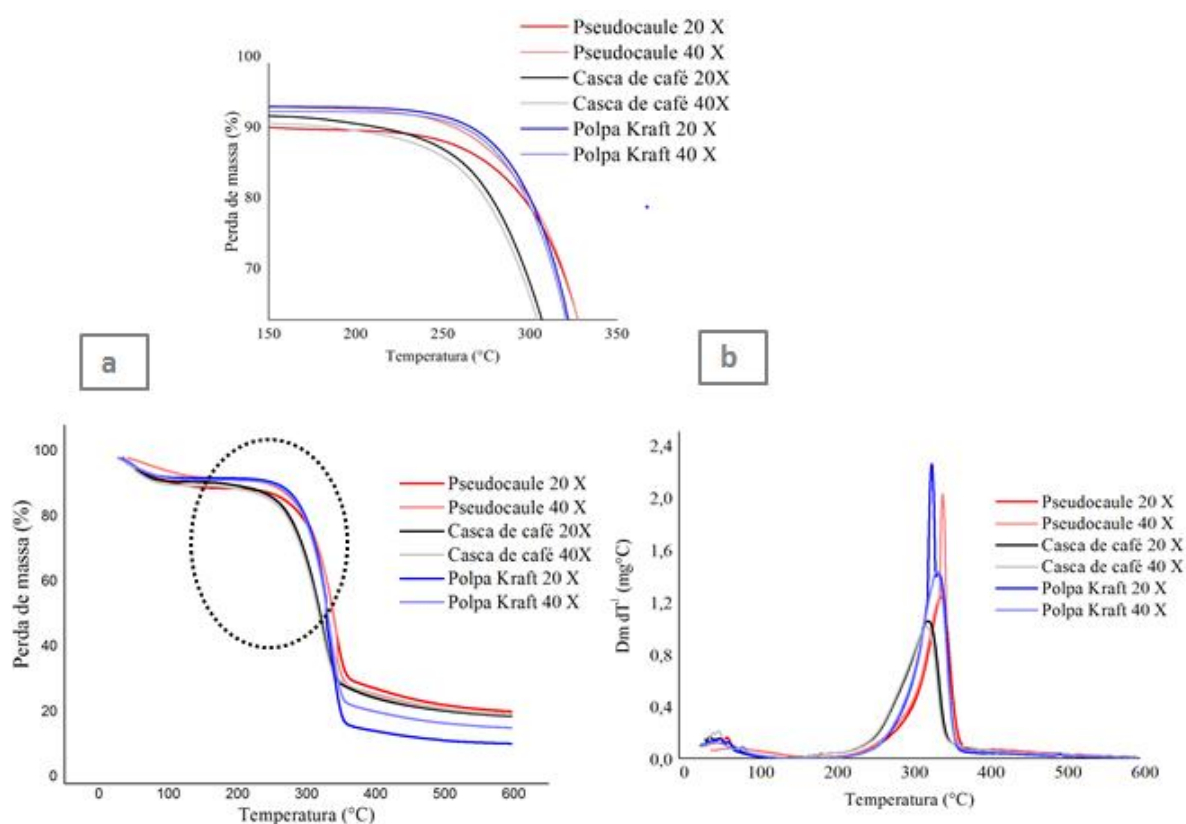 Pseudocaule 20 X
Pseudocaule 40 X
Casca de café 20X
Casca de café 40X
Polpa Kraft 20 X
Polpa Kraft 40 X
100
90
80
70
Perda de massa (%)
150
200
250
300
350
Temperatura (°C)
a
b
100
80
60
40
20
0
Perda de massa (%)
Pseudocaule 20 X
Pseudocaule 40 X
Casca de café 20X
Casca de café 40X
Polpa Kraft 20 X
Polpa Kraft 40 X
0
100
200
300
400
500
600
Temperatura (°C)
2,4
2,0
1,6
1,2
0,8
0,4
0,0
Dm dT¹ (mg°C)
Pseudocaule 20 X
Pseudocaule 40 X
Casca de café 20 X
Casca de café 40 X
Polpa Kraft 20 X
Polpa Kraft 40 X
0
100
200
300
400
500
600
Temperatura (°C)